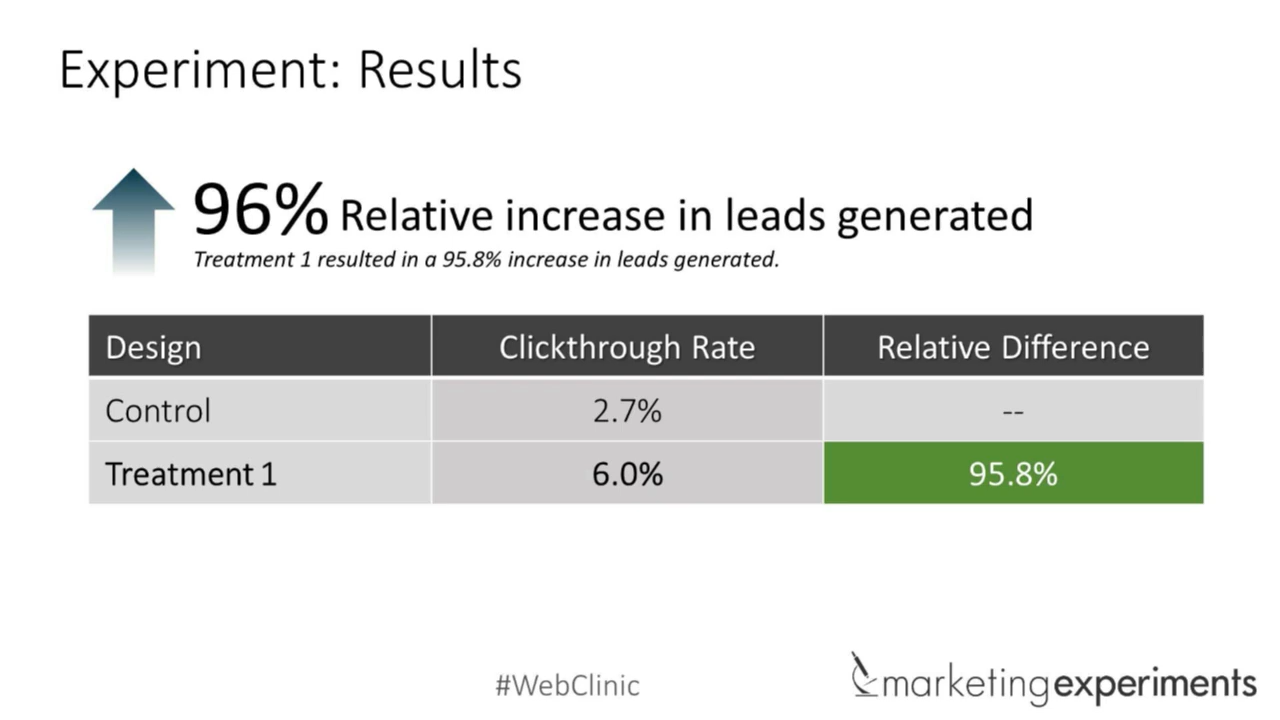 Experiment: Results
96% Relative increase in leads generated
Treatment 1 resulted in a 95.8% increase in leads generated.
Design Clickthrough Rate Relative Difference
Control 2.7% --
Treatment 1 6.0% 95.8%
#WebClinic marketingexperiments